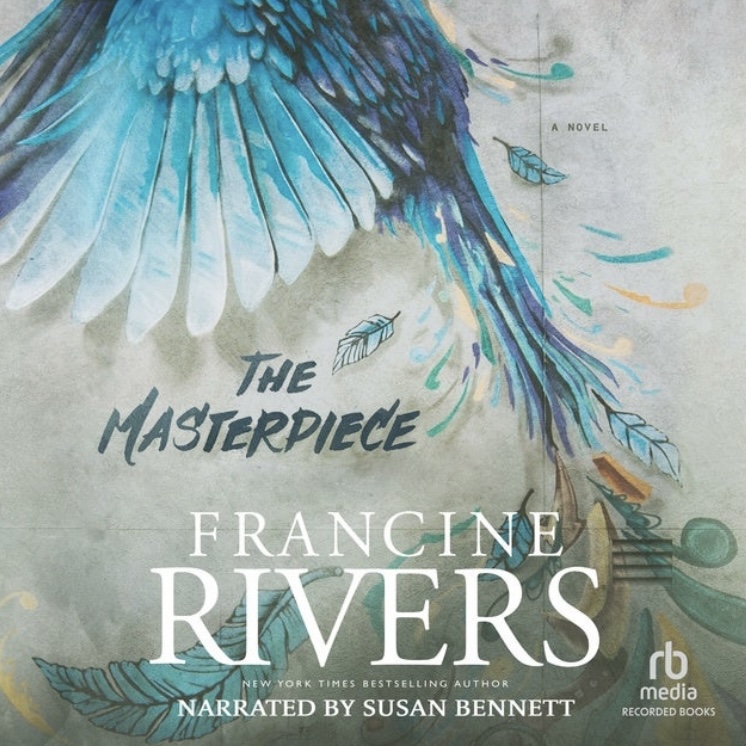 A NOVEL
THE
MASTERPIECE
FRANCINE
RIVERS
NEW YORK TIMES BESTSELLING AUTHOR
NARRATED BY SUSAN BENNETT
rb
media
RECORDED BOOKS